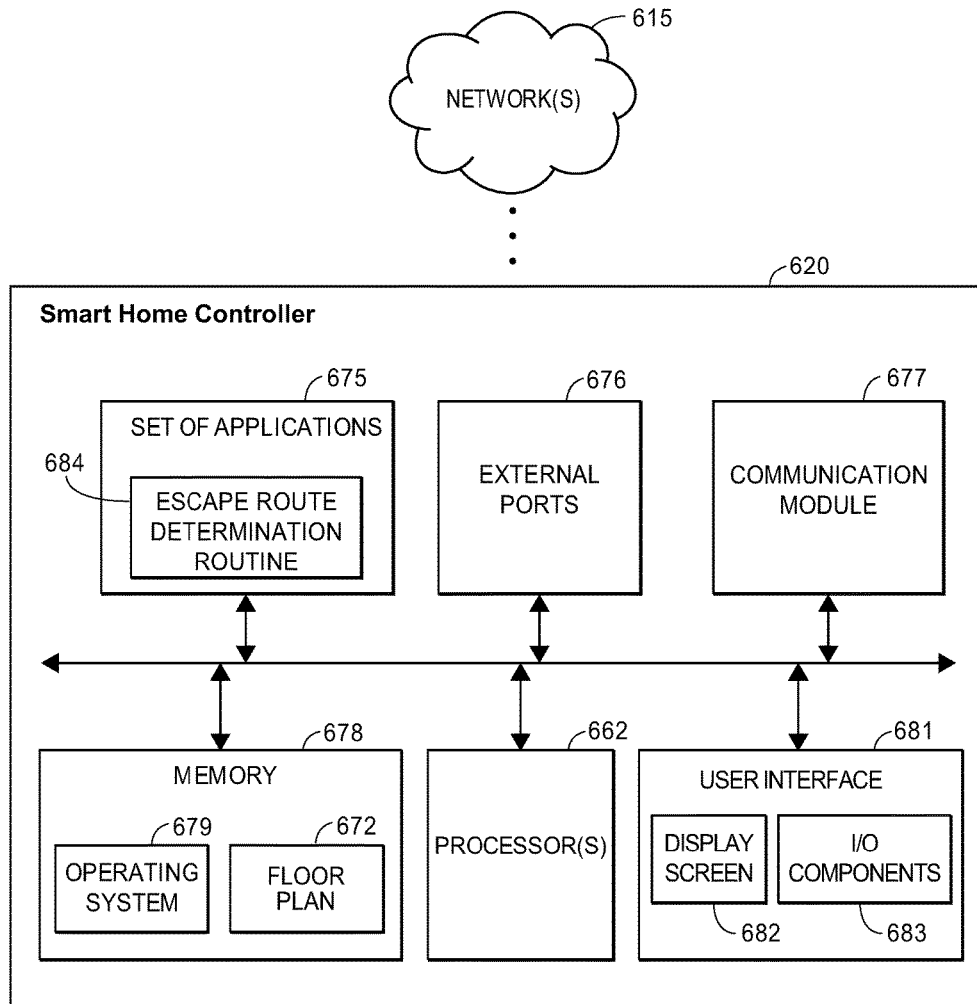 615
NETWORK(S)
620
Smart Home Controller
675
SET OF APPLICATIONS
684
ESCAPE ROUTE
DETERMINATION
ROUTINE
676
EXTERNAL
PORTS
677
COMMUNICATION
MODULE
678
MEMORY
679
OPERATING
SYSTEM
672
FLOOR
PLAN
662
PROCESSOR(S)
681
USER INTERFACE
DISPLAY
SCREEN
682
I/O
COMPONENTS
683